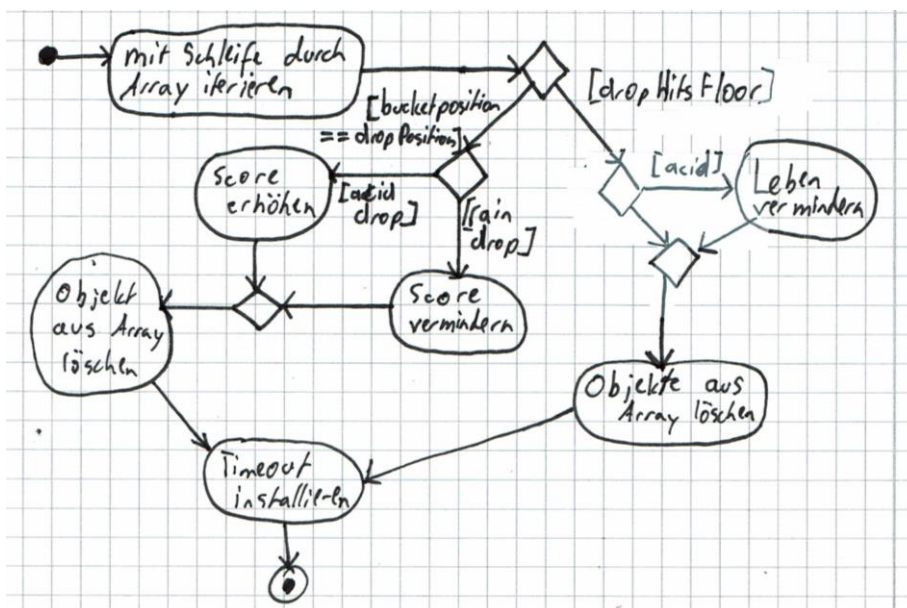 mit Schleife durch
Array iterieren
[bucketposition
== dropPosition]
[dropHitsFloor]
[acid]
Leben
vermindern
Score
erhöhen
[acid
drop]
[rain
drop]
Score
vermindern
Objekt
aus Array
löschen
Objekte aus
Array löschen
Timeout
installieren